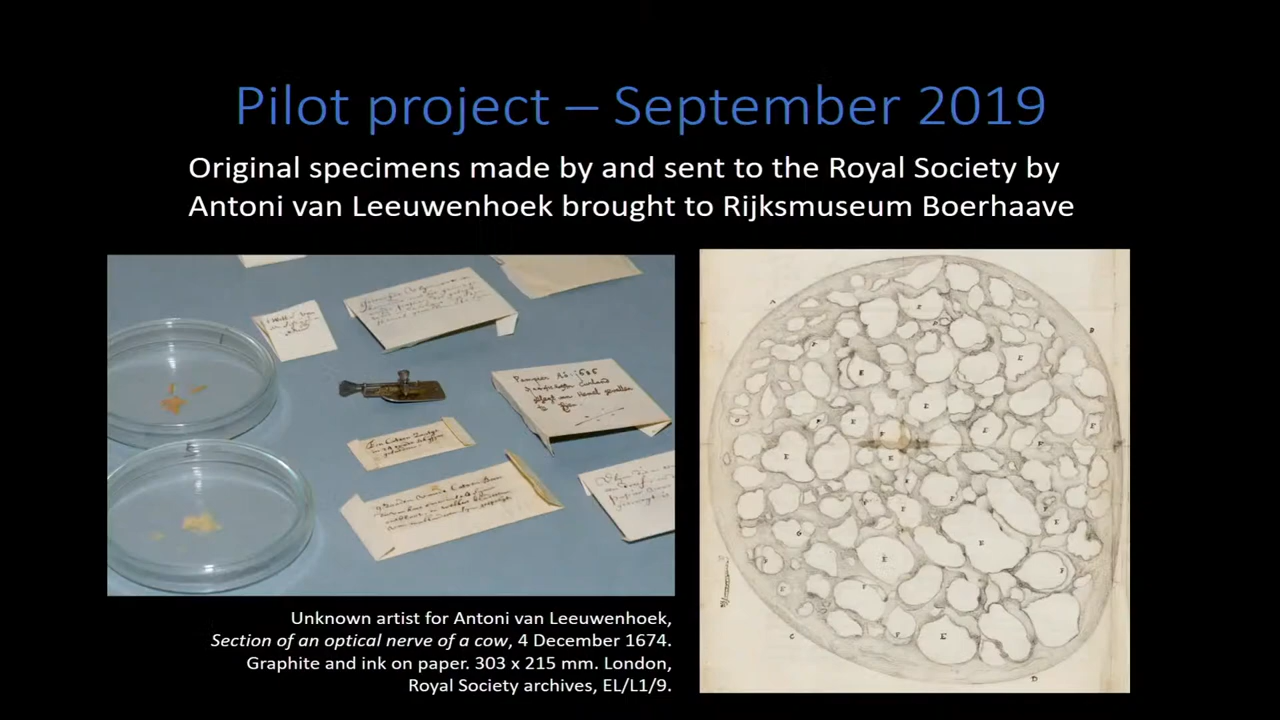 Pilot project – September 2019
Original specimens made by and sent to the Royal Society by
Antoni van Leeuwenhoek brought to Rijksmuseum Boerhaave
Unknown artist for Antoni van Leeuwenhoek,
Section of an optical nerve of a cow, 4 December 1674.
Graphite and ink on paper. 303 x 215 mm. London,
Royal Society archives, EL/L1/9.